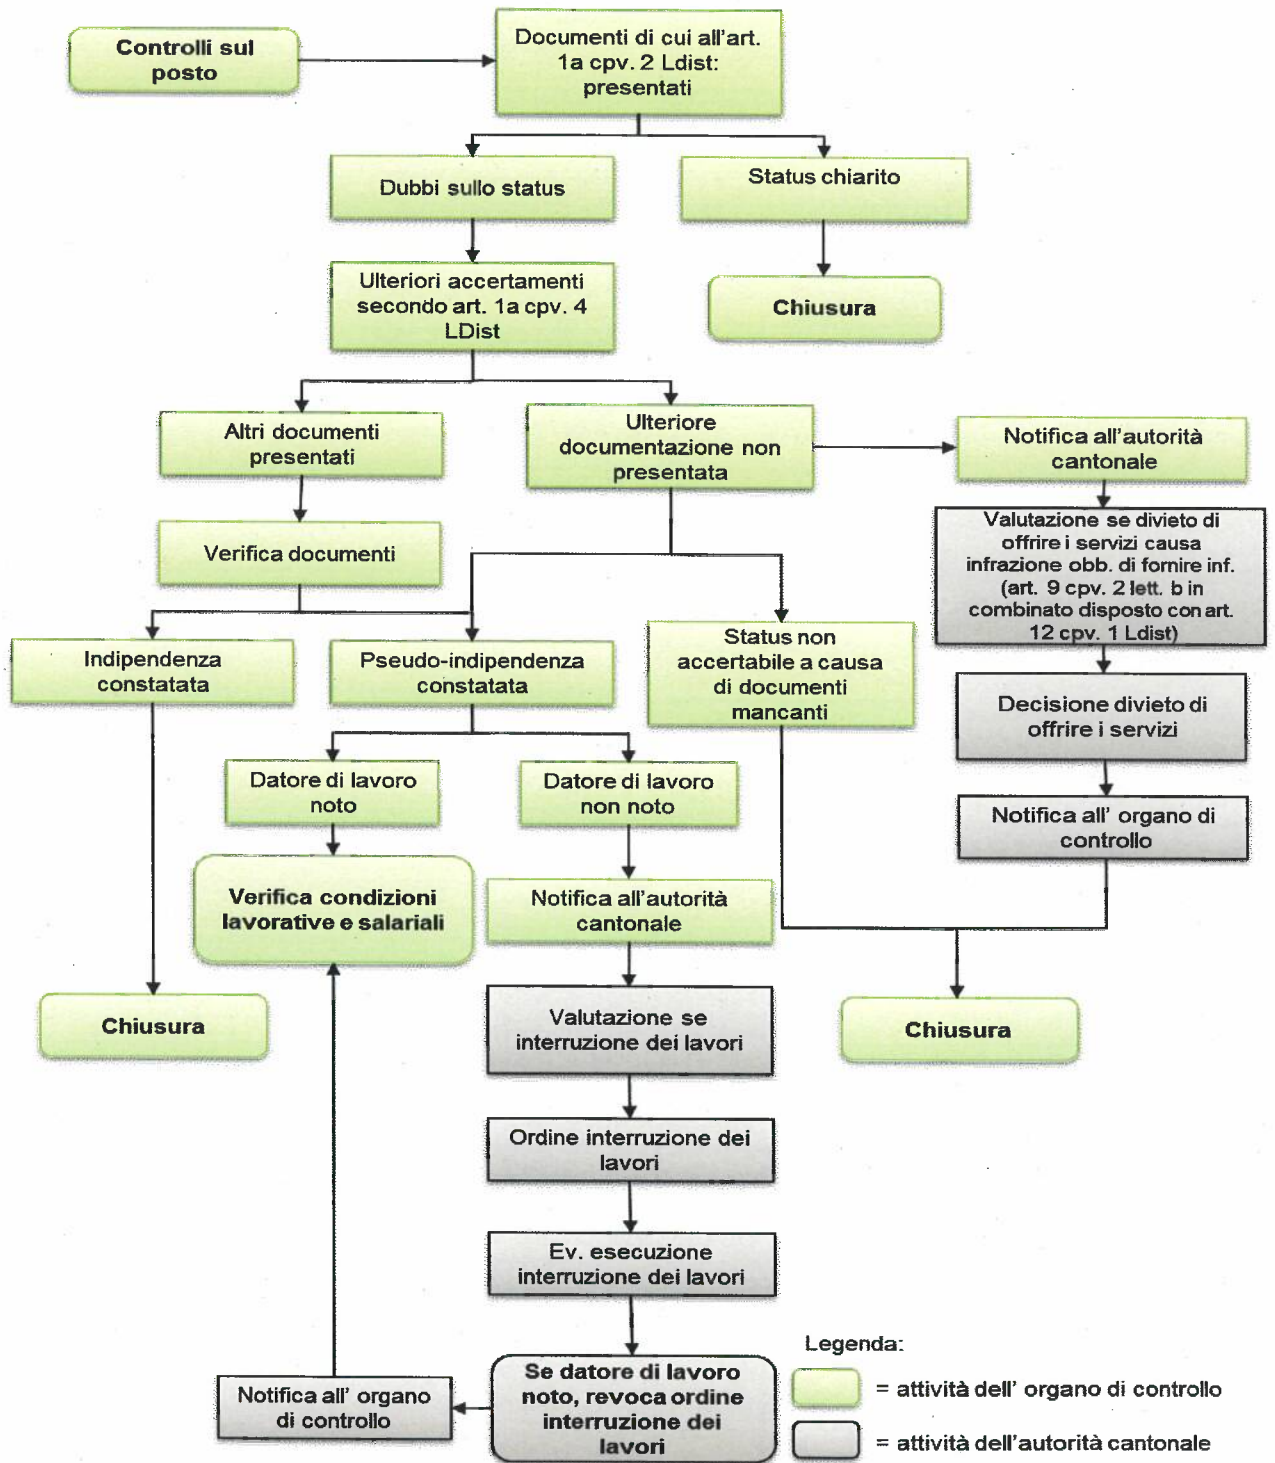 Controlli sul
posto
Documenti di cui all'art.
1a cpv. 2 Ldist:
presentati
Dubbi sullo status
Status chiarito
Ulteriori accertamenti
secondo art. 1a cpv. 4
LDist
Chiusura
Altri documenti
presentati
Ulteriore
documentazione non
presentata
Notifica all'autorità
cantonale
Verifica documenti
Valutazione se divieto di
offrire i servizi causa
infrazione obb. di fornire inf.
(art. 9 cpv. 2 lett. b in
combinato disposto con art.
12 cpv. 1 Ldist)
Indipendenza
constatata
Pseudo-indipendenza
constatata
Status non
accertabile a causa
di documenti
mancanti
Decisione divieto di
offrire i servizi
Datore di lavoro
noto
Datore di lavoro
non noto
Notifica all' organo di
controllo
Verifica condizioni
lavorative e salariali
Notifica all'autorità
cantonale
Chiusura
Valutazione se
interruzione dei lavori
Chiusura
Ordine interruzione dei
lavori
Ev. esecuzione
interruzione dei lavori
Se datore di lavoro
noto, revoca ordine
interruzione dei
lavori
Notifica all' organo
di controllo
Legenda:
= attività dell' organo di controllo
= attività dell'autorità cantonale